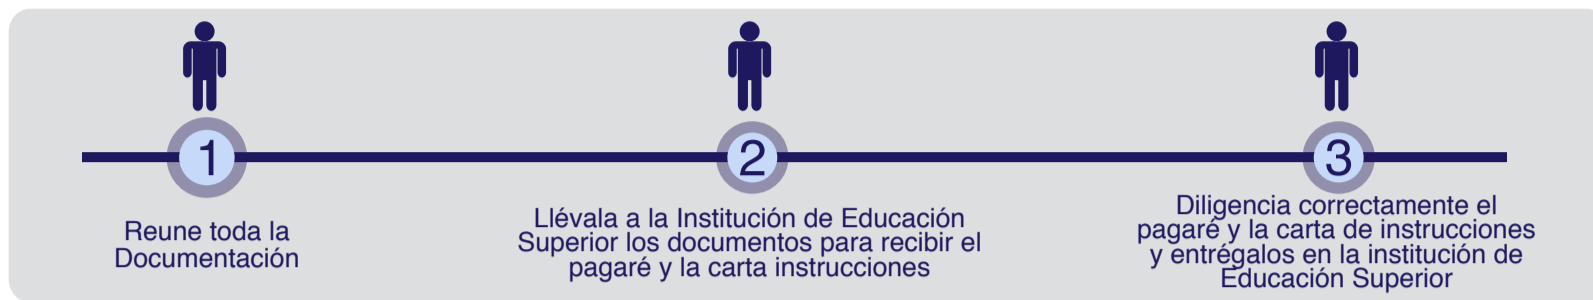 1
Reune toda la
Documentación
2
Llévala a la Institución de Educación
Superior los documentos para recibir el
pagaré y la carta instrucciones
3
Diligencia correctamente el
pagaré y la carta de instrucciones
y entrégalos en la institución de
Educación Superior